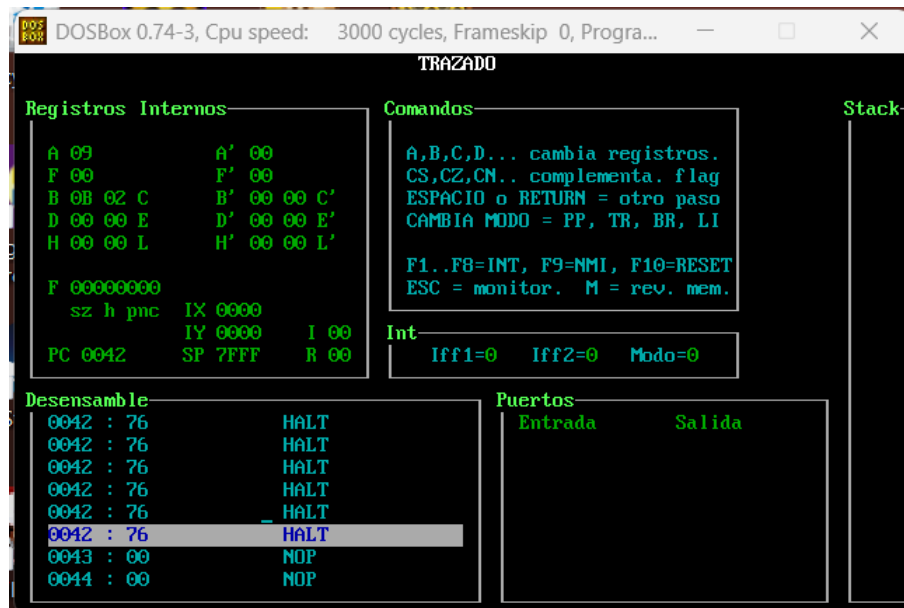 DOS BOX DOSBox 0.74-3, Cpu speed: 3000 cycles, Frameskip 0, Progra...
TRAZADO
Registros Internos
A 09 A' 00
F 00 F' 00
B 0B 02 C B' 00 00 C'
D 00 00 E D' 00 00 E'
H 00 00 L H' 00 00 L'
F 00000000
sz h pnc IX 0000
IY 0000 I 00
PC 0042 SP 7FFF R 00
Comandos
A,B,C,D... cambia registros.
CS,CZ,CN.. complementa. flag
ESPACIO o RETURN = otro paso
CAMBIA MODO = PP, TR, BR, LI
F1..F8=INT, F9=NMI, F10=RESET
ESC = monitor. M = rev. mem.
Int
Iff1=0 Iff2=0 Modo=0
Stack
Desensamble
0042 : 76 HALT
0042 : 76 HALT
0042 : 76 HALT
0042 : 76 HALT
0042 : 76 _ HALT
0042 : 76 HALT
0043 : 00 NOP
0044 : 00 NOP
Puertos
Entrada Salida